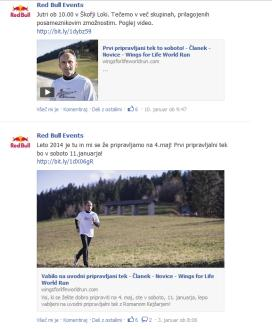 Red Bull Events
Jutri ob 10.00 v Škofji Loki. Tečemo v več skupinah, prilagojenih
posameznikovim zmožnostim. Poglej video.
http://bit.ly/1dybz59
Prvi pripravljani tek to soboto! - Članek -
Novice - Wings for Life World Run
wingsforlifeworldrun.com
...
Všeč mi je · Komentiraj · Deli z ostalimi · 6 · 10. januar ob 9:47
Red Bull Events
Leto 2014 je tu in mi se že pripravljamo na 4.maj! Prvi pripravljalni tek
bo v soboto 11.januarja!
http://bit.ly/1dX06gR
Vabilo na uvodni pripravljani tek - Članek - Novice - Wings for Life
World Run
wingsforlifeworldrun.com
Vsi, ki se želite dobro pripraviti na 4. maj, ste v soboto, 11. januarja, lepo
vabljeni na uvodni pripravljalni tek z Romanom Kejžarjem!
Všeč mi je · Komentiraj · Deli z ostalimi · 6 2 · 3. januar ob 8:00